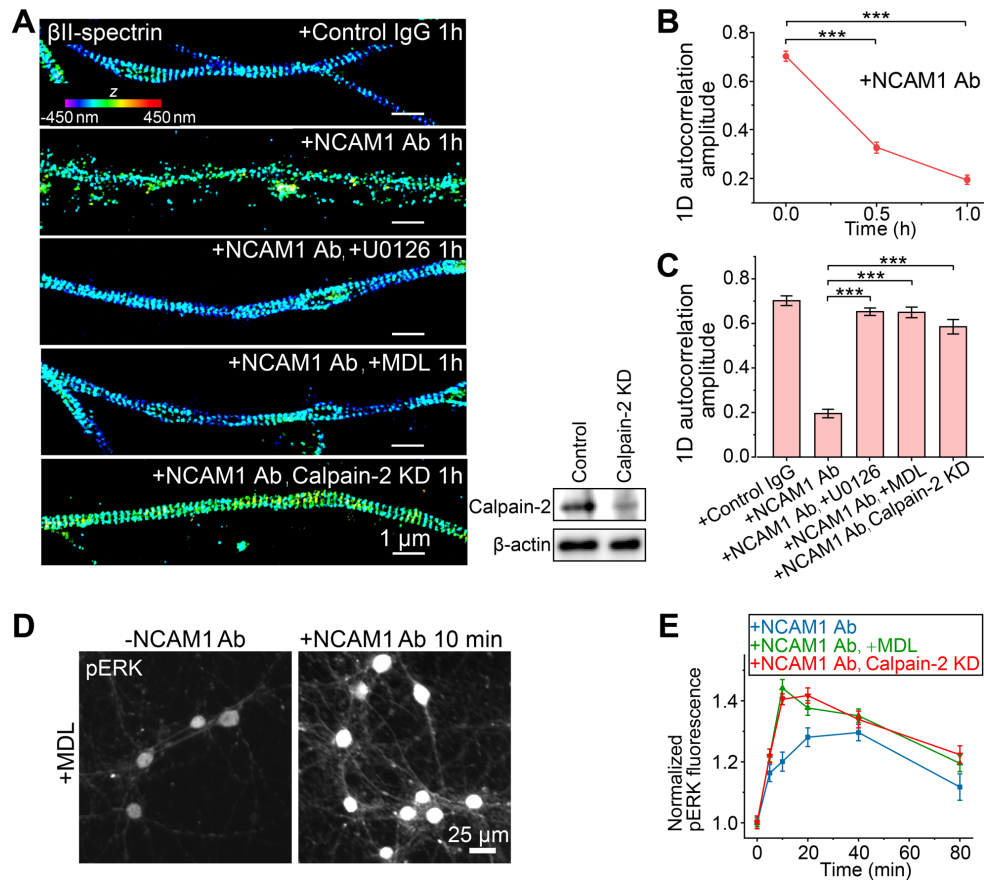 A
βII-spectrin
+Control IgG 1h
z
-450 nm
450 nm
+NCAM1 Ab 1h
+NCAM1 Ab, +U0126 1h
+NCAM1 Ab, +MDL 1h
+NCAM1 Ab, Calpain-2 KD 1h
1 μm
Control
Calpain-2 KD
Calpain-2
β-actin
B
***
***
+NCAM1 Ab
1D autocorrelation
amplitude
0.8
0.6
0.4
0.2
0.0
0.5
1.0
Time (h)
C
***
***
***
1D autocorrelation
amplitude
0.8
0.6
0.4
0.2
0.0
+Control IgG
+NCAM1 Ab
+NCAM1 Ab, +U0126
+NCAM1 Ab, +MDL
+NCAM1 Ab, Calpain-2 KD
D
-NCAM1 Ab
+NCAM1 Ab 10 min
pERK
+MDL
25 μm
E
+NCAM1 Ab
+NCAM1 Ab, +MDL
+NCAM1 Ab, Calpain-2 KD
Normalized
pERK fluorescence
1.4
1.2
1.0
0
20
40
60
80
Time (min)